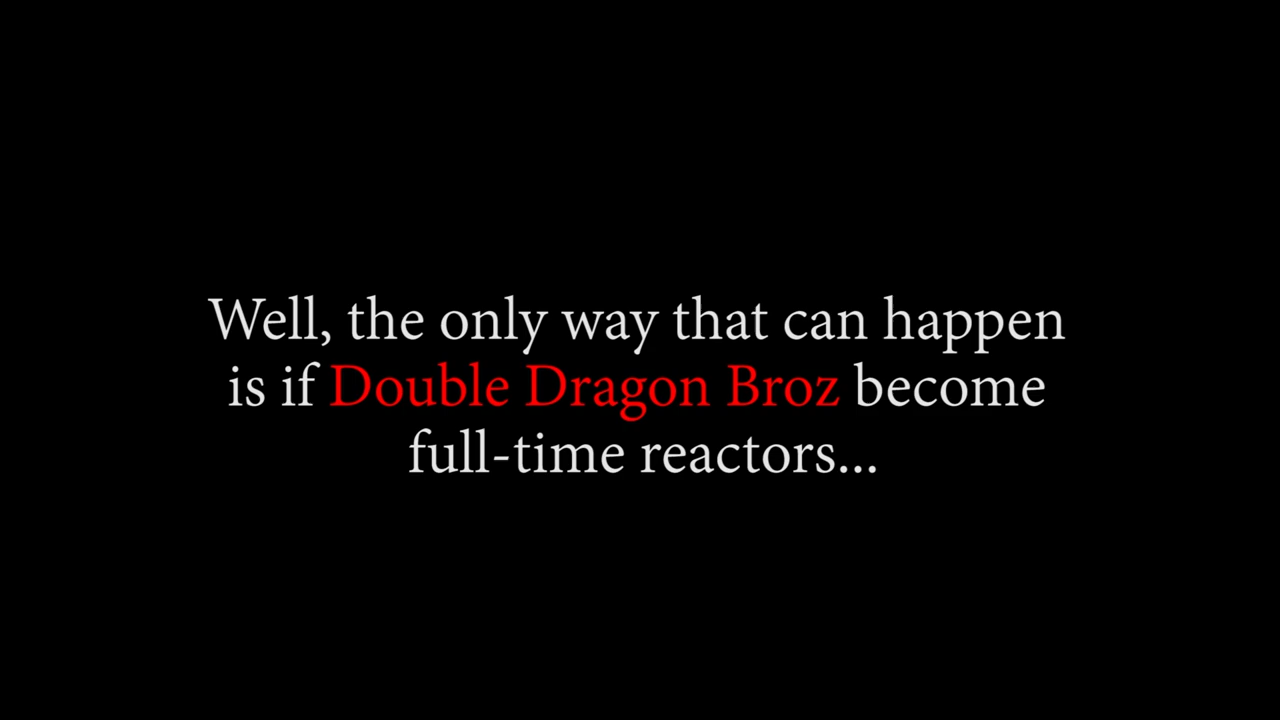 Well, the only way that can happen
is if Double Dragon Broz become
full-time reactors...